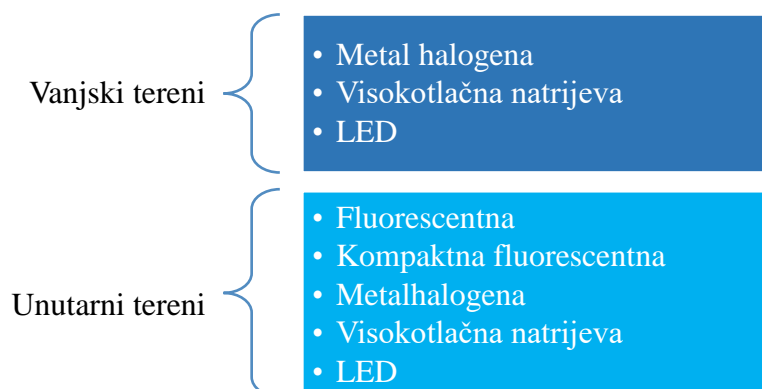 Vanjski tereni
• Metal halogena
• Visokotlačna natrijeva
• LED
Unutarni tereni
• Fluorescentna
• Kompaktna fluorescentna
• Metalhalogena
• Visokotlačna natrijeva
• LED